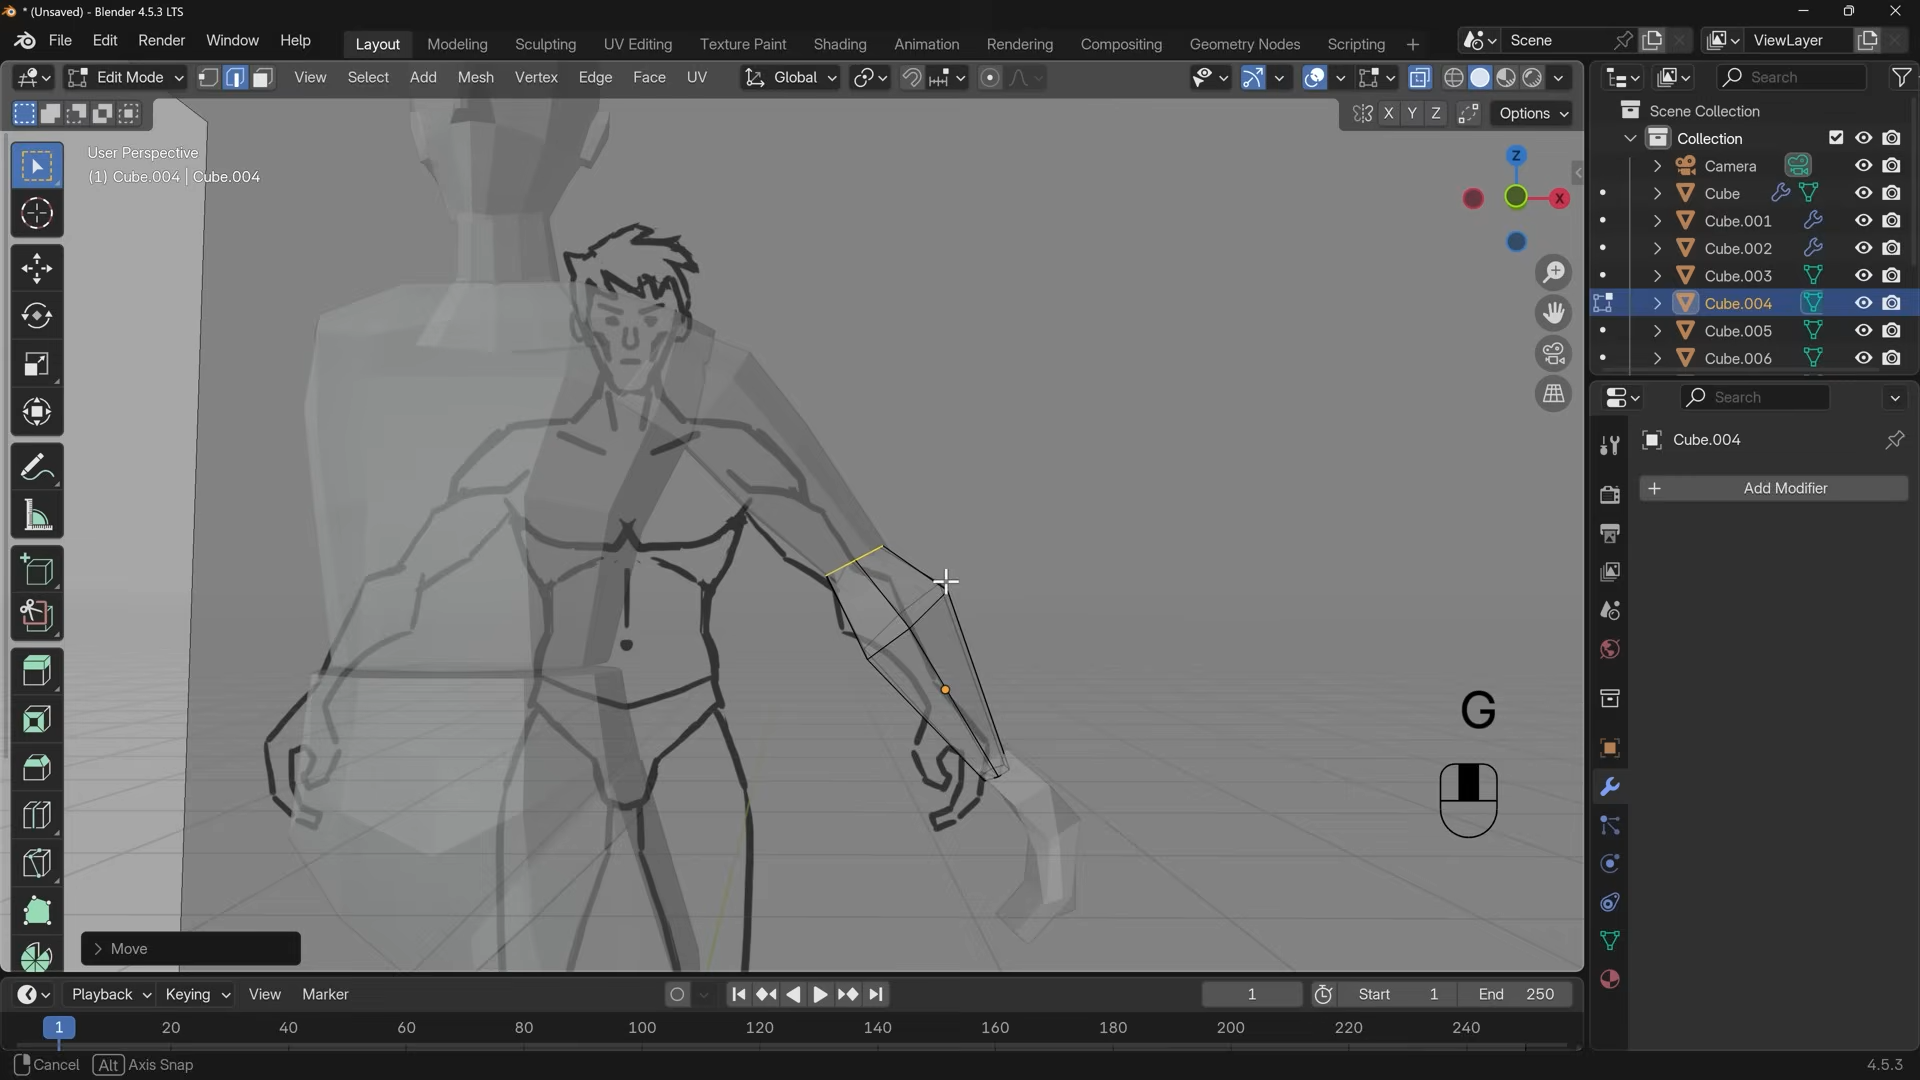 * (Unsaved) - Blender 4.5.3 LTS
File Edit Render Window Help
Layout Modeling Sculpting UV Editing Texture Paint Shading Animation Rendering Compositing Geometry Nodes Scripting +
Scene
ViewLayer
Edit Mode
View Select Add Mesh Vertex Edge Face UV
Global
Search
X Y Z
Options
User Perspective
(1) Cube.004 | Cube.004
Z
X
Scene Collection
Collection
Camera
Cube
Cube.001
Cube.002
Cube.003
Cube.004
Cube.005
Cube.006
Search
Cube.004
+ Add Modifier
G
Move
Playback Keying View Marker
1
Start 1
End 250
1 20 40 60 80 100 120 140 160 180 200 220 240
Cancel Alt Axis Snap
4.5.3